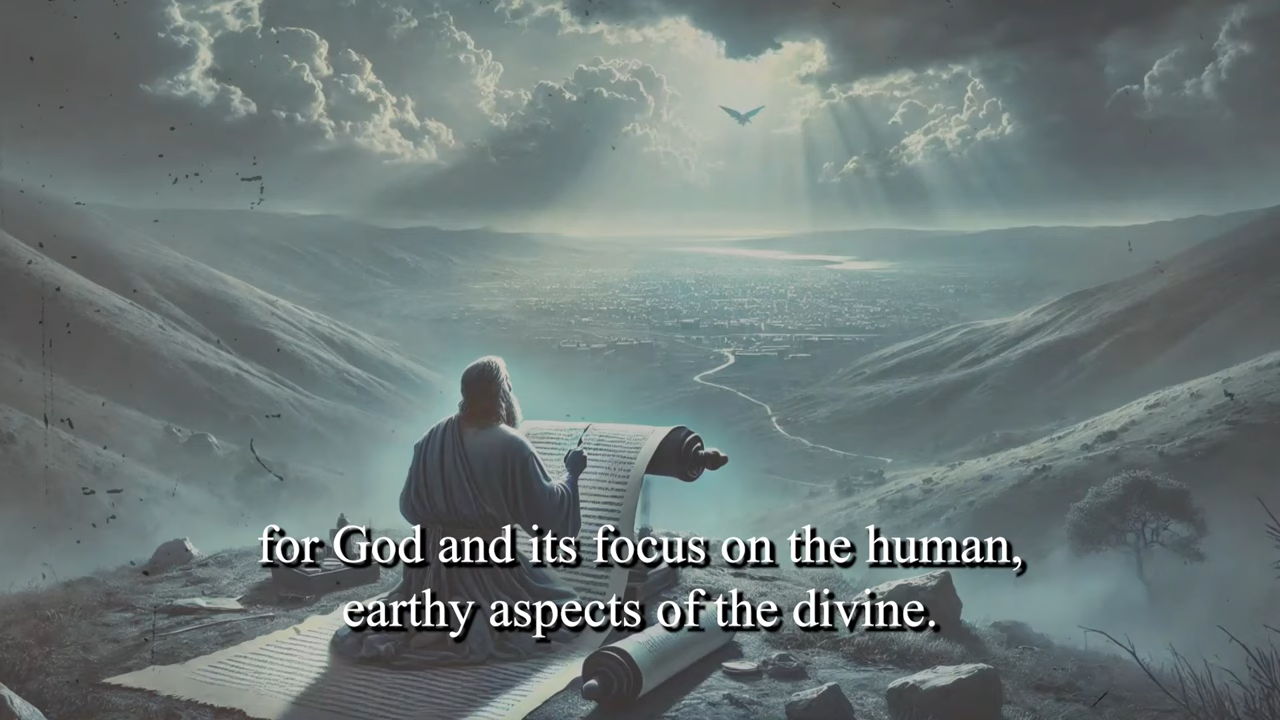 for God and its focus on the human,
earthy aspects of the divine.